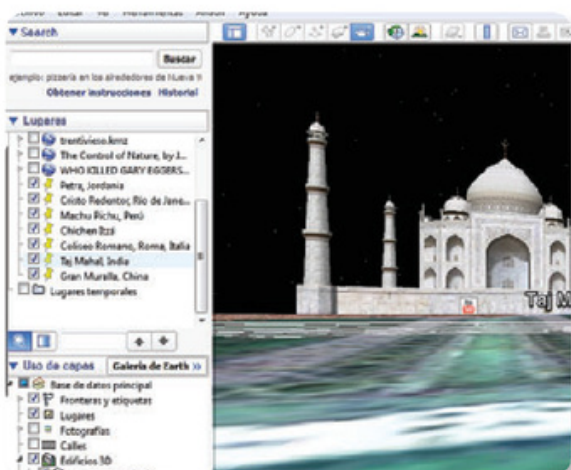 Search
Buscar
ejemplo: pizzería en los alrededores de Nueva Y
Obtener instrucciones Historial
Lugares
trentivieso.kmz
The Control of Nature, by J...
WHO KILLED GARY EGGERS...
Petra, Jordania
Cristo Redentor, Río de Jane...
Machu Pichu, Perú
Chichen Itzá
Coliseo Romano, Roma, Italia
Taj Mahal, India
Gran Muralla, China
Lugares temporales
Taj M
Uso de capas Galería de Earth »
Base de datos principal
Fronteras y etiquetas
Lugares
Fotografías
Calles
Edificios 3D